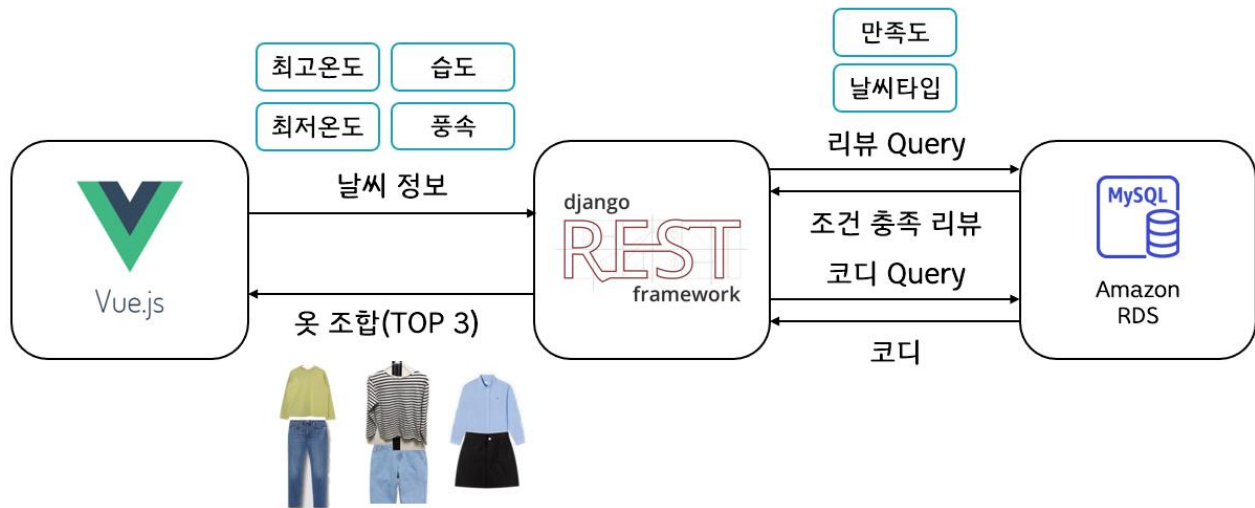 최고온도
습도
최저온도
풍속
날씨 정보
Vue.js
옷 조합(TOP 3)
django
REST
framework
만족도
날씨타입
리뷰 Query
조건 충족 리뷰
코디 Query
코디
MySQL
Amazon
RDS